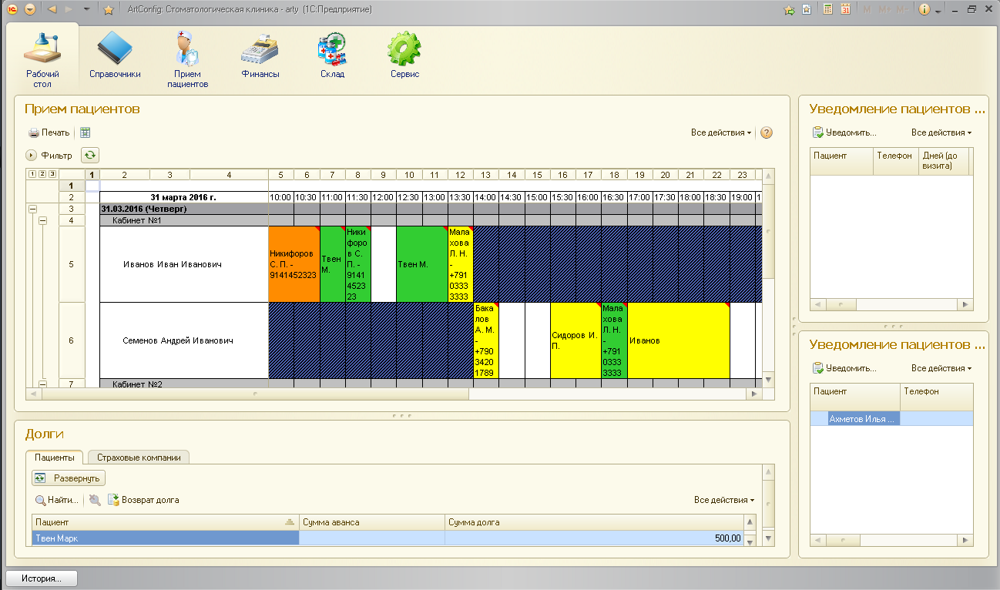 ArtConfig: Стоматологическая клиника - arty [1С:Предприятие]
M M+ M-
Рабочий
стол
Справочники
Прием
пациентов
Финансы
Склад
Сервис
Прием пациентов
Печать
Все действия
Фильтр
1 2 3
1 2 3 4 5 6 7 8 9 10 11 12 13 14 15 16 17 18 19 20 21 22 23
1
2 31 марта 2016 г. 10:00 10:30 11:00 11:30 12:00 12:30 13:00 13:30 14:00 14:30 15:00 15:30 16:00 16:30 17:00 17:30 18:00 18:30 19:00 1
3 31.03.2016 (Четверг)
4 Кабинет №1
5 Иванов Иван Иванович
Никифоров
С. П. -
9141452323
Твен
М.
Ники
форо
в С.
П. -
9141
4523
23
Твен М.
Мала
хова
Л. Н.
-
+791
0333
3333
6 Семенов Андрей Иванович
Бака
лов
А. М.
-
+790
3420
1789
Сидоров И.
П.
Мала
хова
Л. Н.
-
+791
0333
3333
Иванов
7 Кабинет №2
Уведомление пациентов ...
Уведомить...
Все действия
Пациент Телефон Дней (до
визита)
Уведомление пациентов ...
Уведомить...
Все действия
Пациент Телефон
Ахметов Илья ...
Долги
Пациенты Страховые компании
Развернуть
Найти... Возврат долга Все действия
Пациент Сумма аванса Сумма долга
Твен Марк 500,00
История...